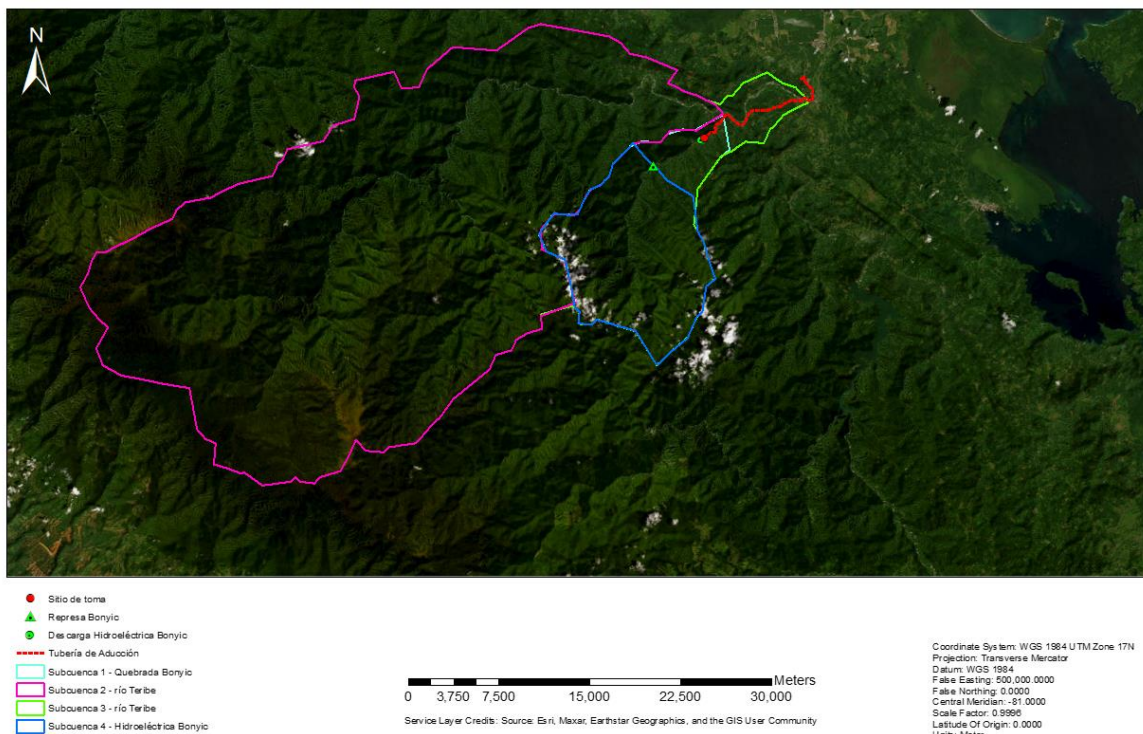 N
Sitio de toma
Represa Bonyic
Descarga Hidroeléctrica Bonyic
Tubería de Aducción
Subcuenca 1 - Quebrada Bonyic
Subcuenca 2 - río Teribe
Subcuenca 3 - río Teribe
Subcuenca 4 - Hidroeléctrica Bonyic
Meters
0 3,750 7,500 15,000 22,500 30,000
Service Layer Credits: Source: Esri, Maxar, Earthstar Geographics, and the GIS User Community
Coordinate System: WGS 1984 UTM Zone 17N
Projection: Transverse Mercator
Datum: WGS 1984
False Easting: 500,000.0000
False Northing: 0.0000
Central Meridian: -81.0000
Scale Factor: 0.9996
Latitude Of Origin: 0.0000